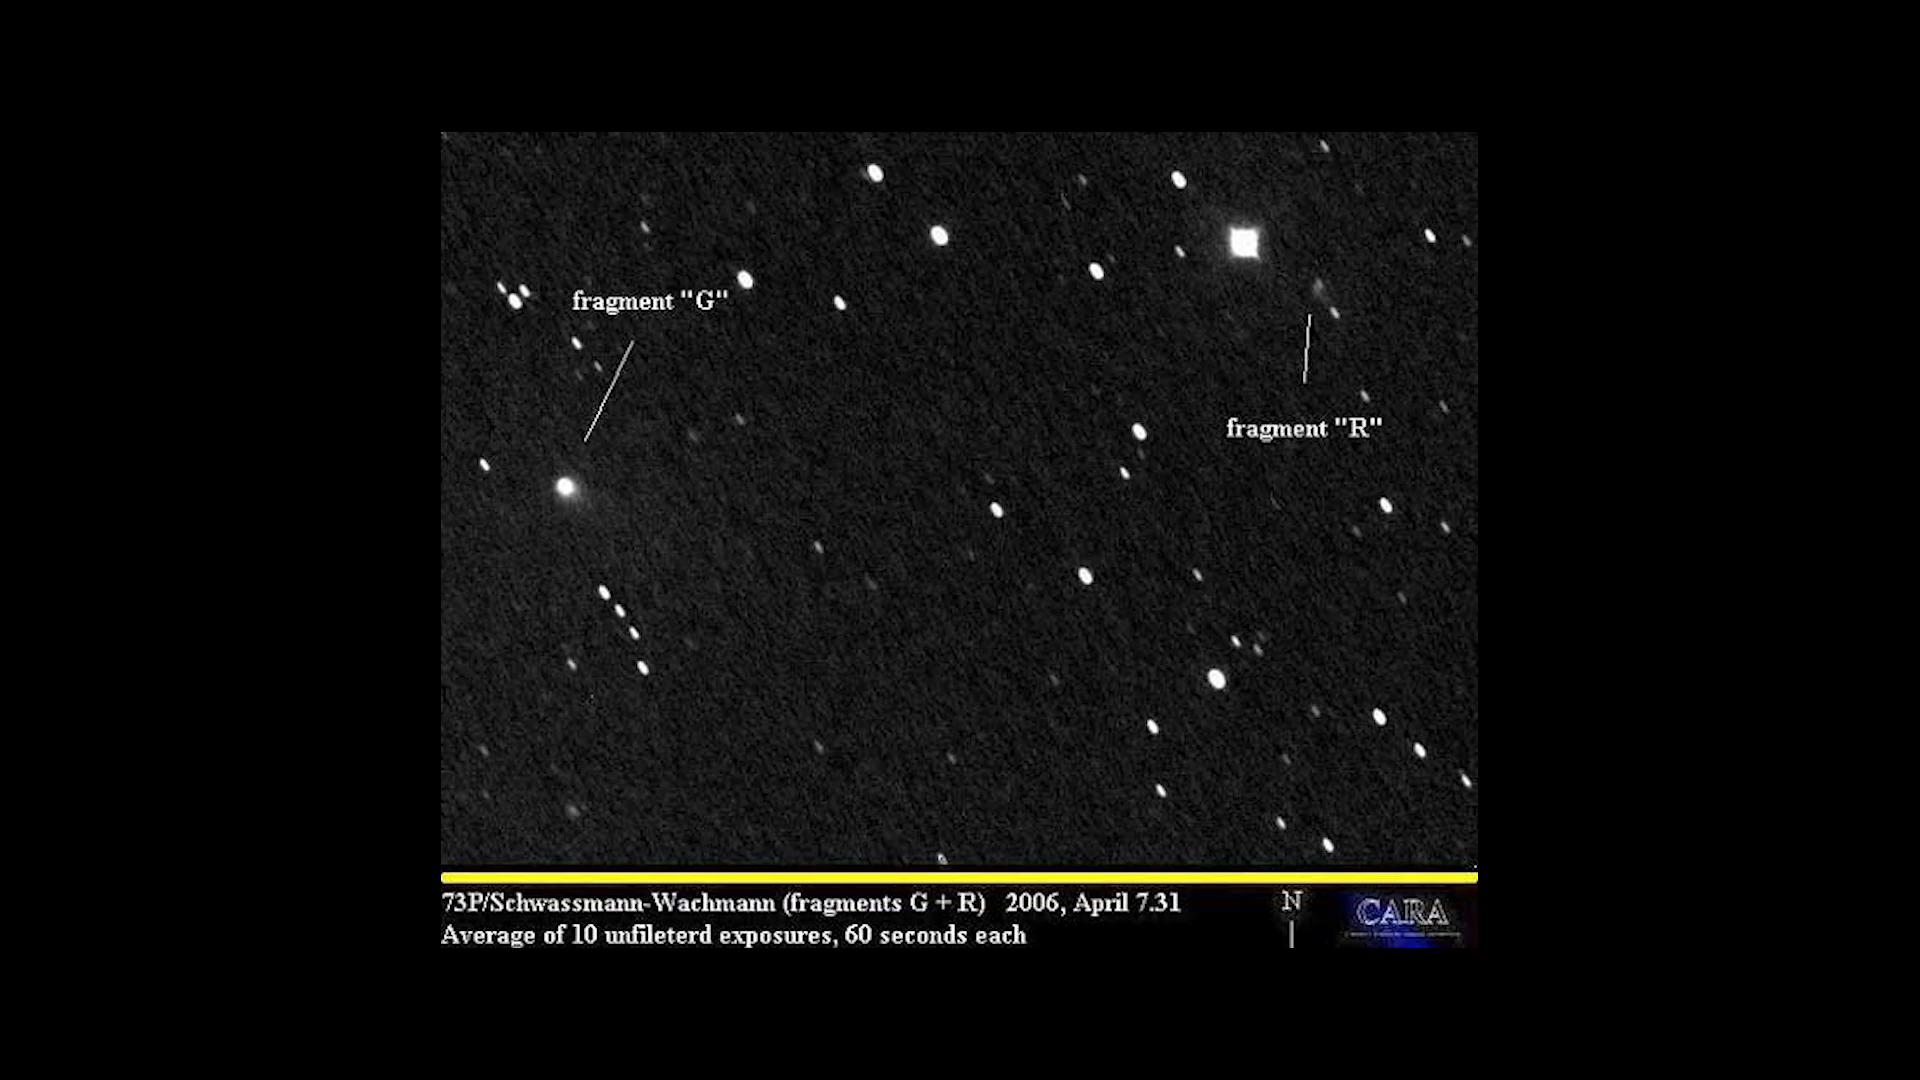 fragment "G"
fragment "R"
73P/Schwassmann-Wachmann (fragments G + R) 2006, April 7.31
Average of 10 unfileterd exposures, 60 seconds each
N
CARA